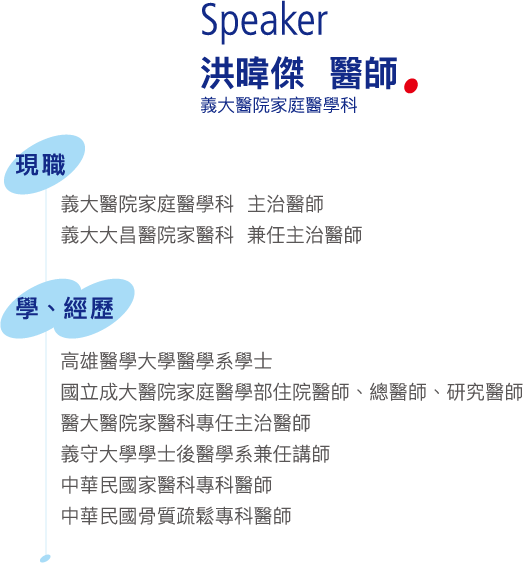 Speaker
洪暐傑 醫師
義大醫院家庭醫學科
現職
義大醫院家庭醫學科 主治醫師
義大大昌醫院家醫科 兼任主治醫師
學、經歷
高雄醫學大學醫學系學士
國立成大醫院家庭醫學部住院醫師、總醫師、研究醫師
醫大醫院家醫科專任主治醫師
義守大學學士後醫學系兼任講師
中華民國家醫科專科醫師
中華民國骨質疏鬆專科醫師